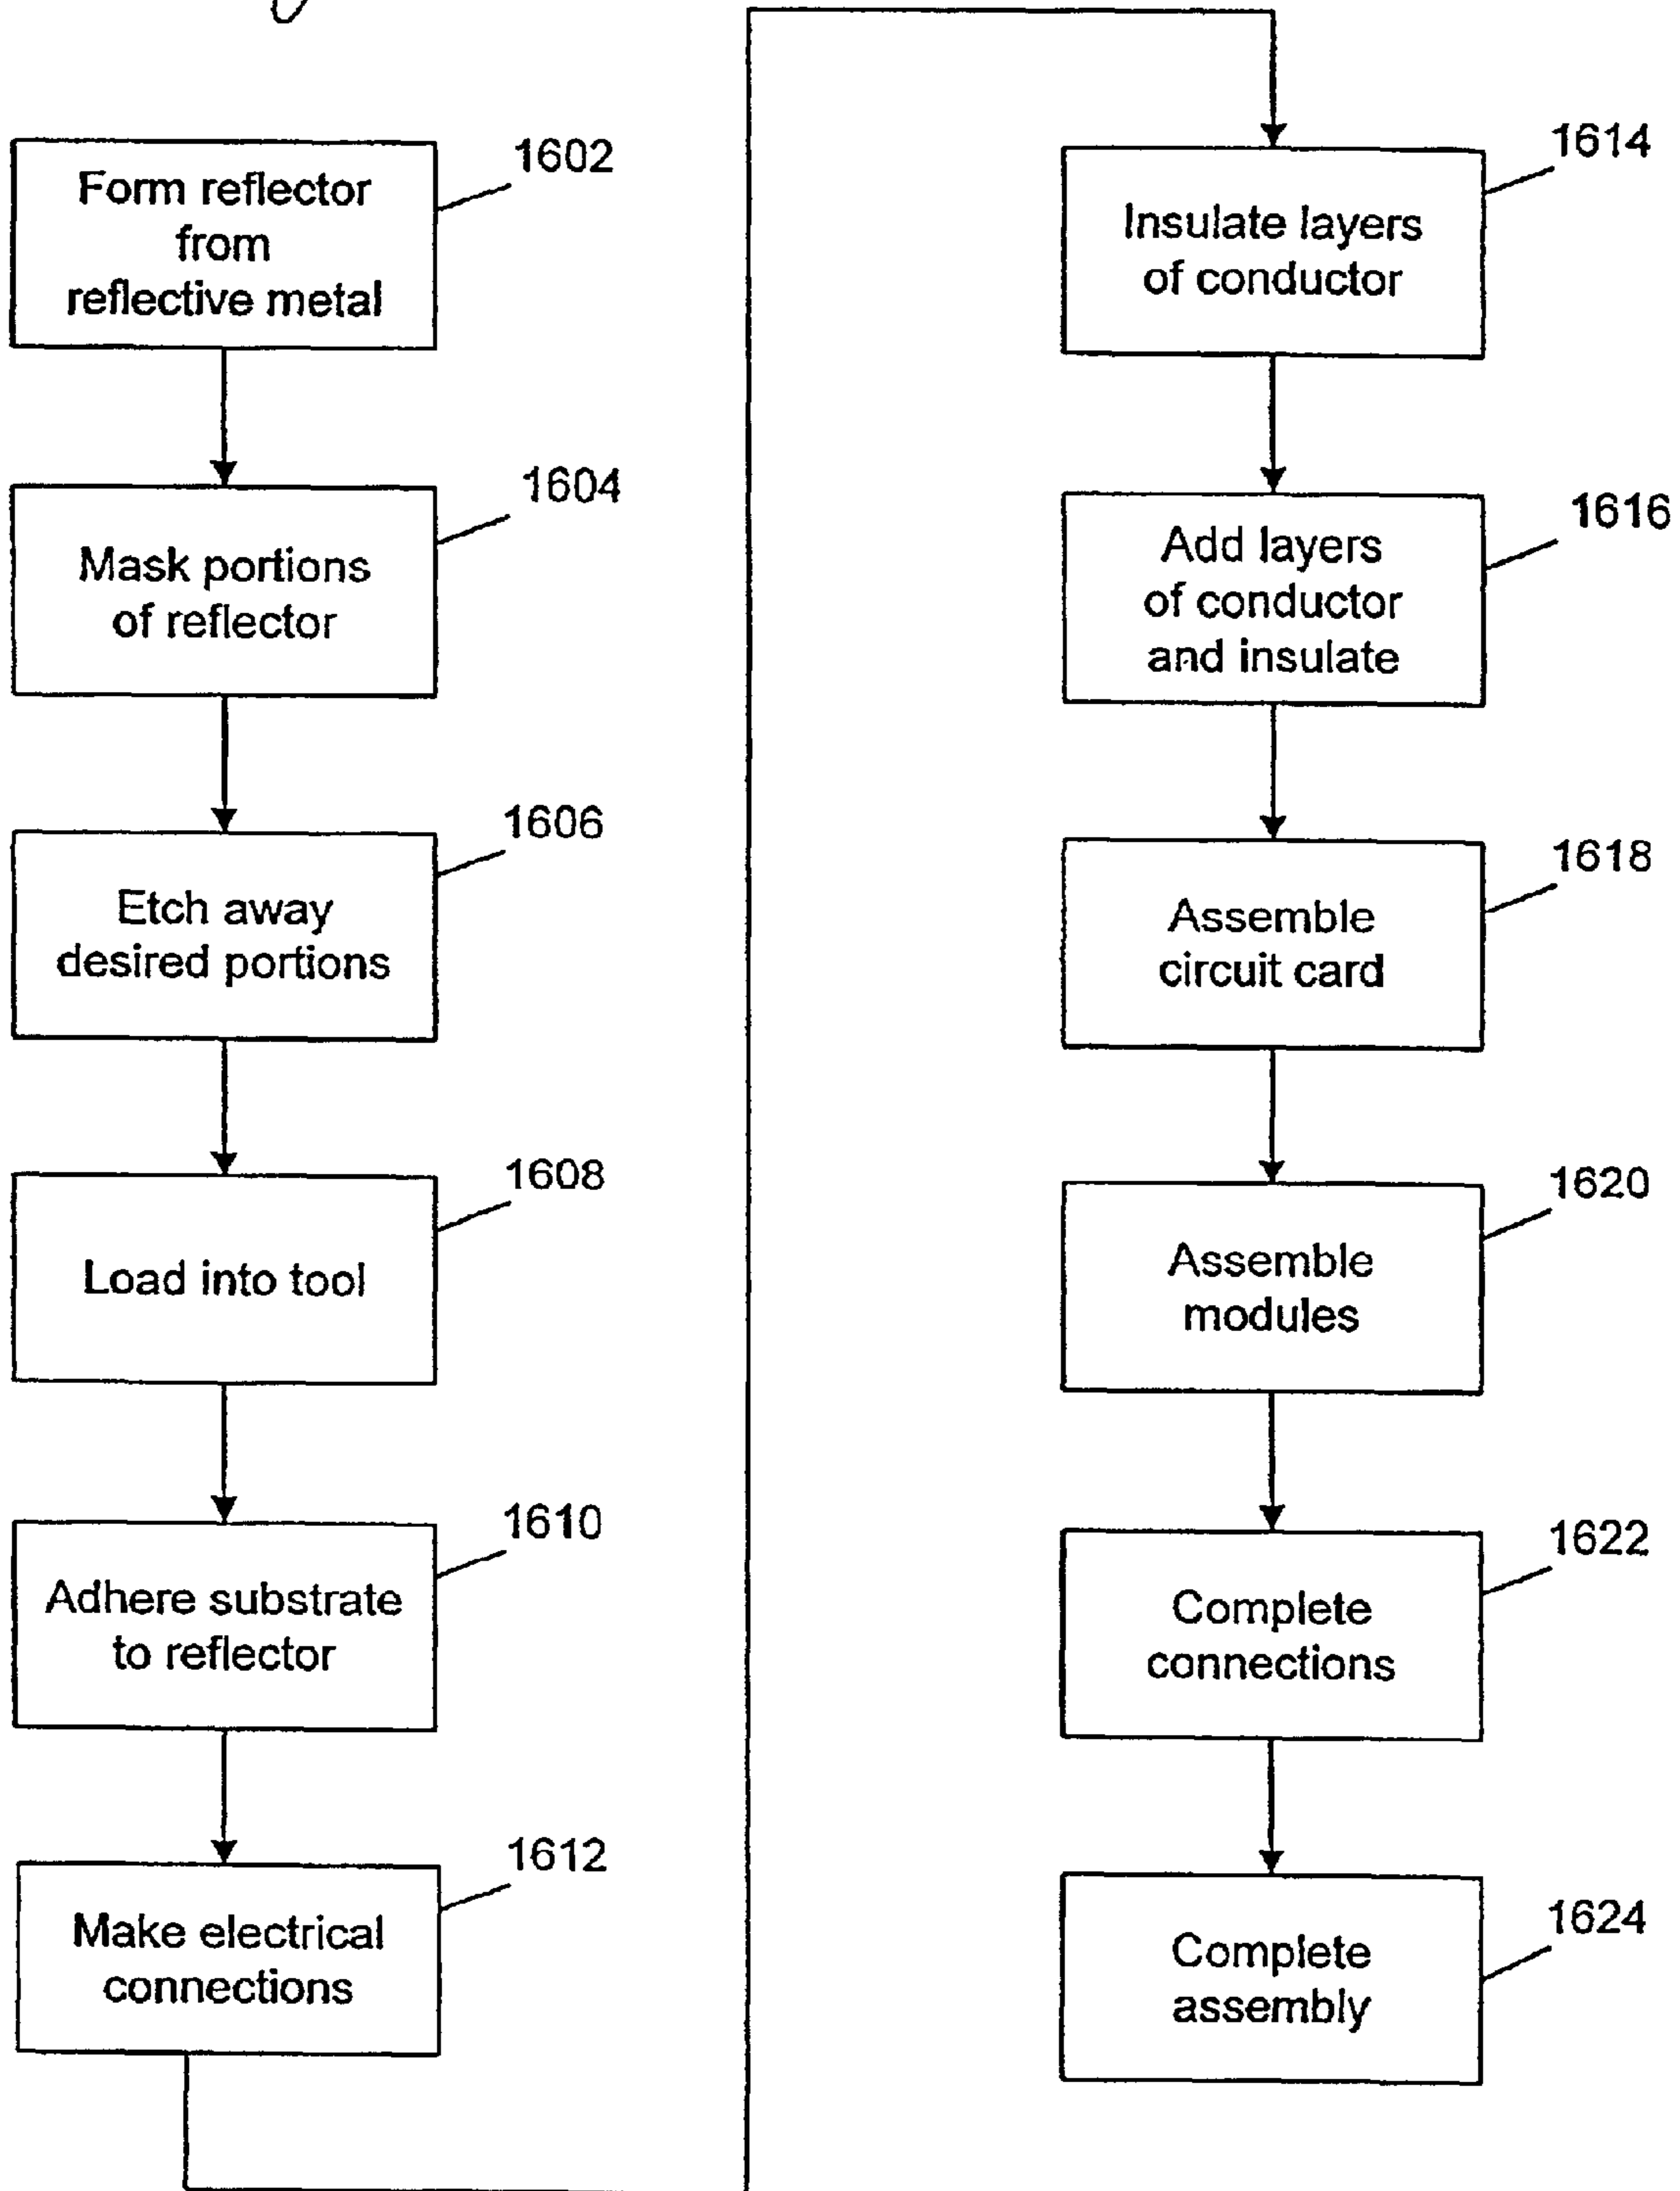 1602
Form reflector
from
reflective metal
1604
Mask portions
of reflector
1606
Etch away
desired portions
1608
Load into tool
1610
Adhere substrate
to reflector
1612
Make electrical
connections
1614
Insulate layers
of conductor
1616
Add layers
of conductor
and insulate
1618
Assemble
circuit card
1620
Assemble
modules
1622
Complete
connections
1624
Complete
assembly